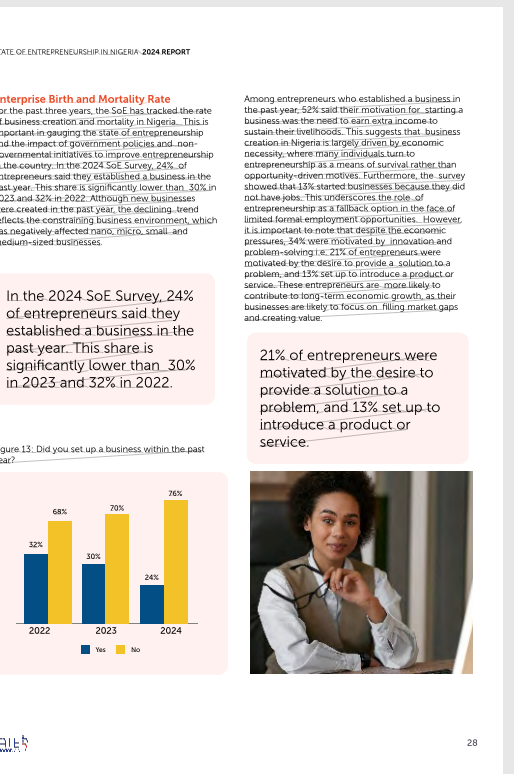 TATE OF ENTREPRENEURSHIP IN NIGERIA- 2024 REPORT
nterprise Birth and Mortality Rate
or the past three years, the SoE has tracked the rate
f business creation and mortality in Nigeria. This is
mportant in gauging the state of entrepreneurship
nd the impact of government policies and non-
overnmental initiatives to improve entrepreneurship
n the country. In the 2024 SoE Survey, 24% of
ntrepreneurs said they established a business in the
ast year. This share is significantly lower than 30% in
023 and 32% in 2022. Although new businesses
ere created in the past year, the declining trend
eflects the constraining business environment, which
as negatively affected nano, micro, small and
medium-sized businesses.
In the 2024 SoE Survey, 24%
of entrepreneurs said they
established a business in the
past year. This share is
significantly lower than 30%
in 2023 and 32% in 2022.
igure 13: Did you set up a business within the past
ear?
32%
68%
30%
70%
24%
76%
2022 2023 2024
Yes No
Among entrepreneurs who established a business in
the past year, 52% said their motivation for starting a
business was the need to earn extra income to
sustain their livelihoods. This suggests that business
creation in Nigeria is largely driven by economic
necessity, where many individuals turn to
entrepreneurship as a means of survival rather than
opportunity-driven motives. Furthermore, the survey
showed that 13% started businesses because they did
not have jobs. This underscores the role of
entrepreneurship as a fallback option in the face of
limited formal employment opportunities. However,
it is important to note that despite the economic
pressures, 34% were motivated by innovation and
problem-solving i.e. 21% of entrepreneurs were
motivated by the desire to provide a solution to a
problem, and 13% set up to introduce a product or
service. These entrepreneurs are more likely to
contribute to long-term economic growth, as their
businesses are likely to focus on filling market gaps
and creating value.
21% of entrepreneurs were
motivated by the desire to
provide a solution to a
problem, and 13% set up to
introduce a product or
service.
28